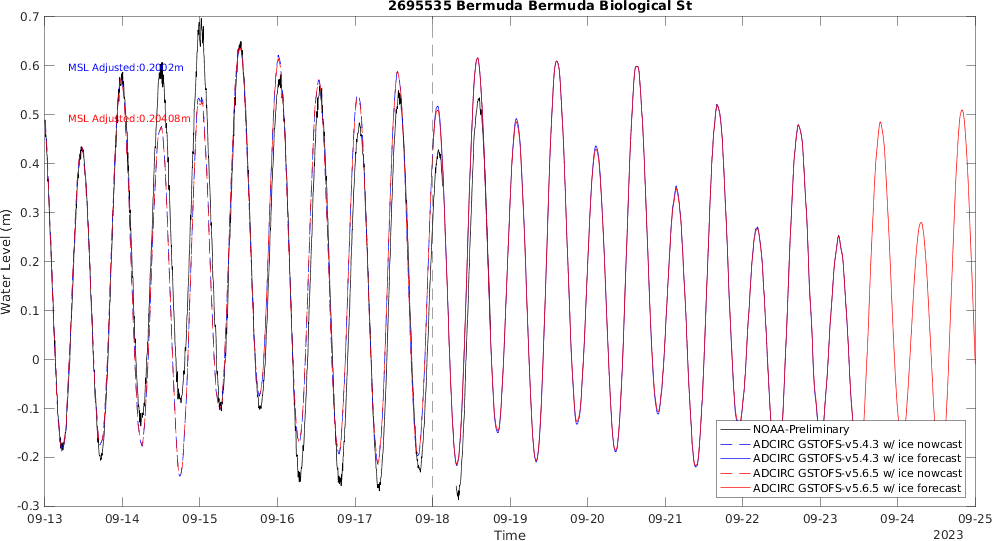 2695535 Bermuda Bermuda Biological St
0.7
0.6
0.5
0.4
0.3
0.2
0.1
0
-0.1
-0.2
-0.3
Water Level (m)
MSL Adjusted:0.2002m
MSL Adjusted:0.20408m
NOAA-Preliminary
ADCIRC GSTOFS-v5.4.3 w/ ice nowcast
ADCIRC GSTOFS-v5.4.3 w/ ice forecast
ADCIRC GSTOFS-v5.6.5 w/ ice nowcast
ADCIRC GSTOFS-v5.6.5 w/ ice forecast
09-13 09-14 09-15 09-16 09-17 09-18 09-19 09-20 09-21 09-22 09-23 09-24 09-25
Time
2023